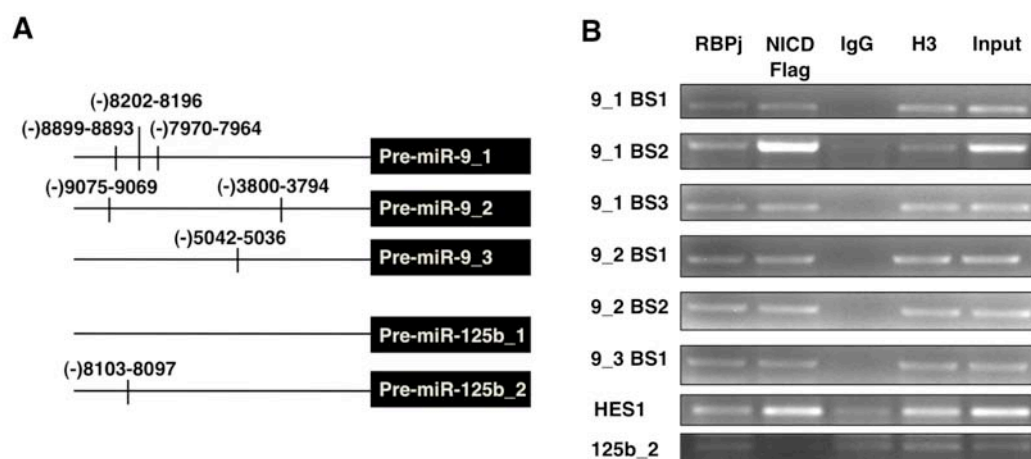 A
(-)8202-8196
(-)8899-8893
(-)7970-7964
Pre-miR-9_1
(-)9075-9069
(-)3800-3794
Pre-miR-9_2
(-)5042-5036
Pre-miR-9_3
Pre-miR-125b_1
(-)8103-8097
Pre-miR-125b_2
B
RBPj NICD Flag IgG H3 Input
9_1 BS1
9_1 BS2
9_1 BS3
9_2 BS1
9_2 BS2
9_3 BS1
HES1
125b_2